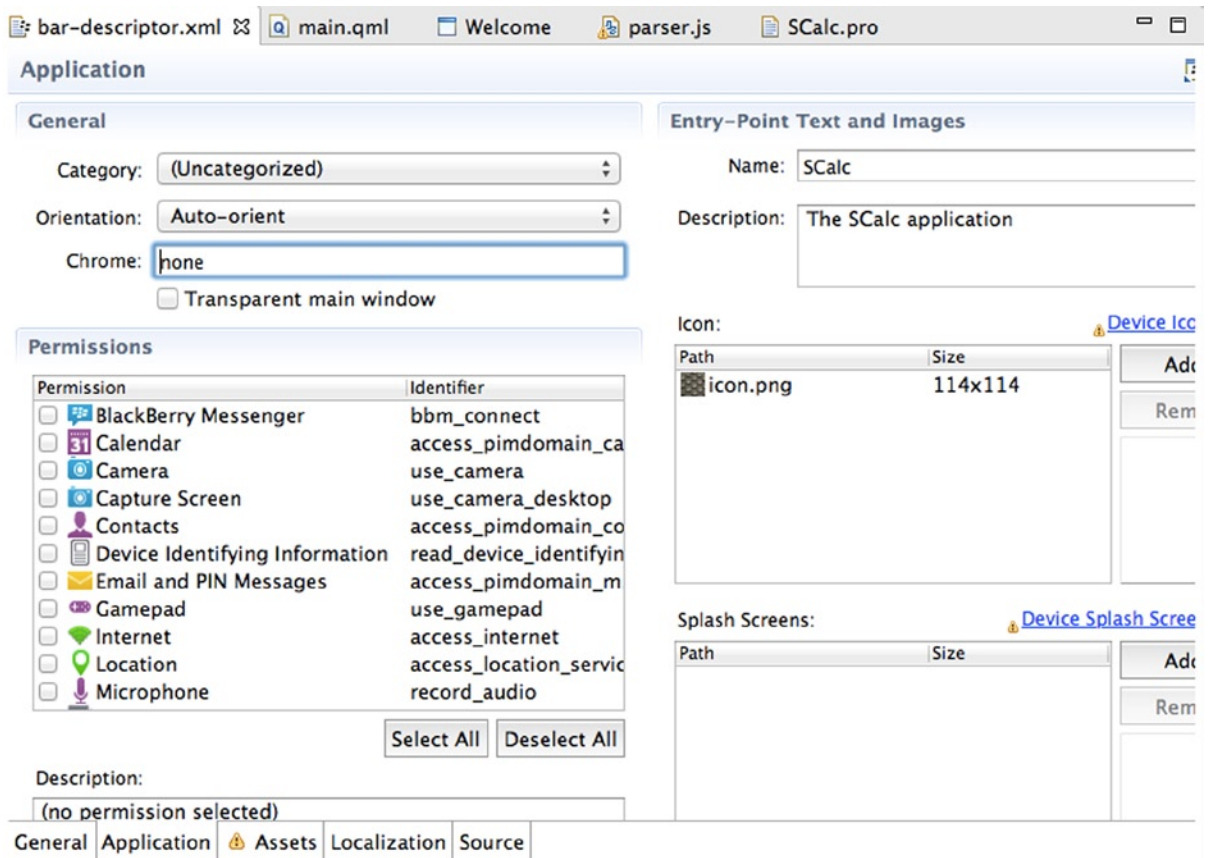 bar-descriptor.xml main.qml Welcome parser.js SCalc.pro
Application
General
Category: (Uncategorized)
Orientation: Auto-orient
Chrome: none
Transparent main window
Permissions
Permission Identifier
BlackBerry Messenger bbm_connect
31 Calendar access_pimdomain_ca
Camera use_camera
Capture Screen use_camera_desktop
Contacts access_pimdomain_co
Device Identifying Information read_device_identifyin
Email and PIN Messages access_pimdomain_m
Gamepad use_gamepad
Internet access_internet
Location access_location_servic
Microphone record_audio
Select All Deselect All
Description:
(no permission selected)
Entry-Point Text and Images
Name: SCalc
Description: The SCalc application
Icon: Device Ico
Path Size
icon.png 114x114
Add
Rem
Splash Screens: Device Splash Scree
Path Size
Add
Rem
General Application Assets Localization Source